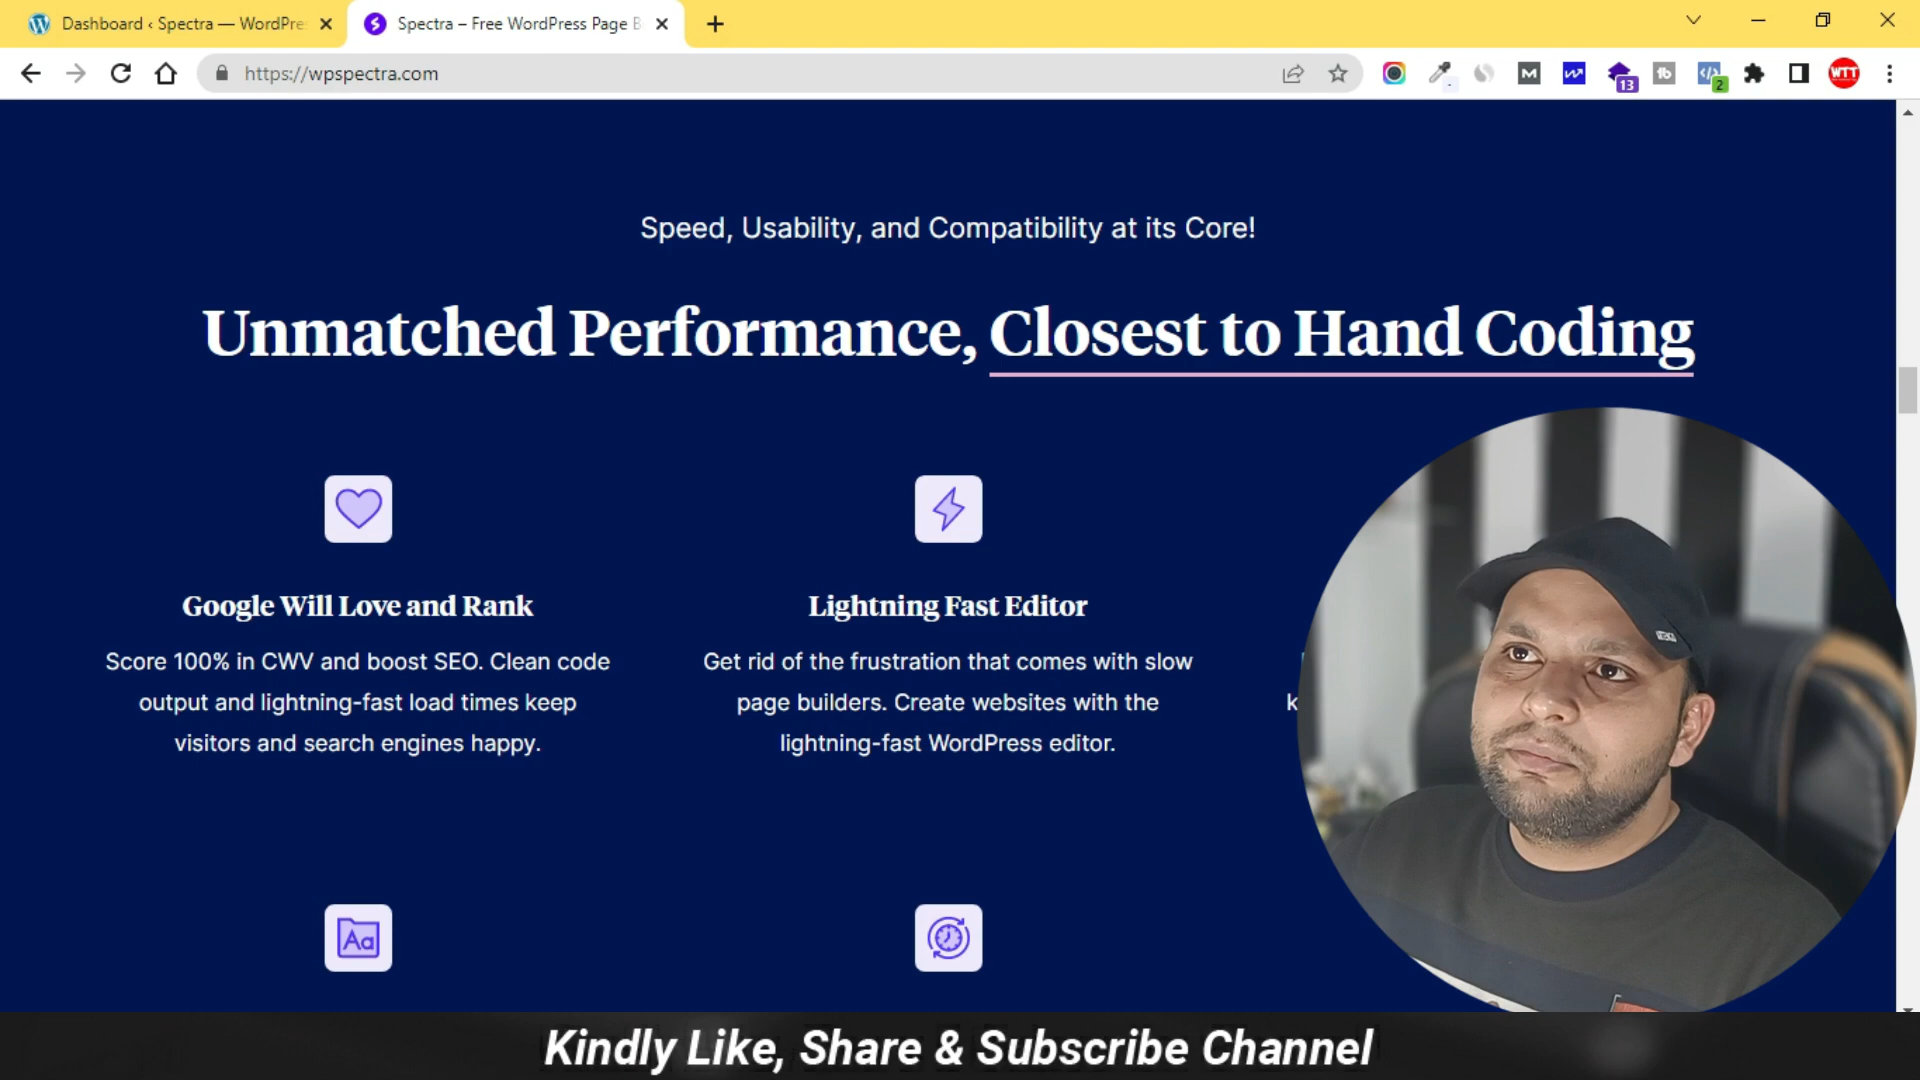 Dashboard ‹ Spectra — WordPre
Spectra – Free WordPress Page B
https://wpspectra.com
13
2
WTT
Speed, Usability, and Compatibility at its Core!
Unmatched Performance, Closest to Hand Coding
Google Will Love and Rank
Lightning Fast Editor
Score 100% in CWV and boost SEO. Clean code
output and lightning-fast load times keep
visitors and search engines happy.
Get rid of the frustration that comes with slow
page builders. Create websites with the
lightning-fast WordPress editor.
k
Aa
Kindly Like, Share & Subscribe Channel